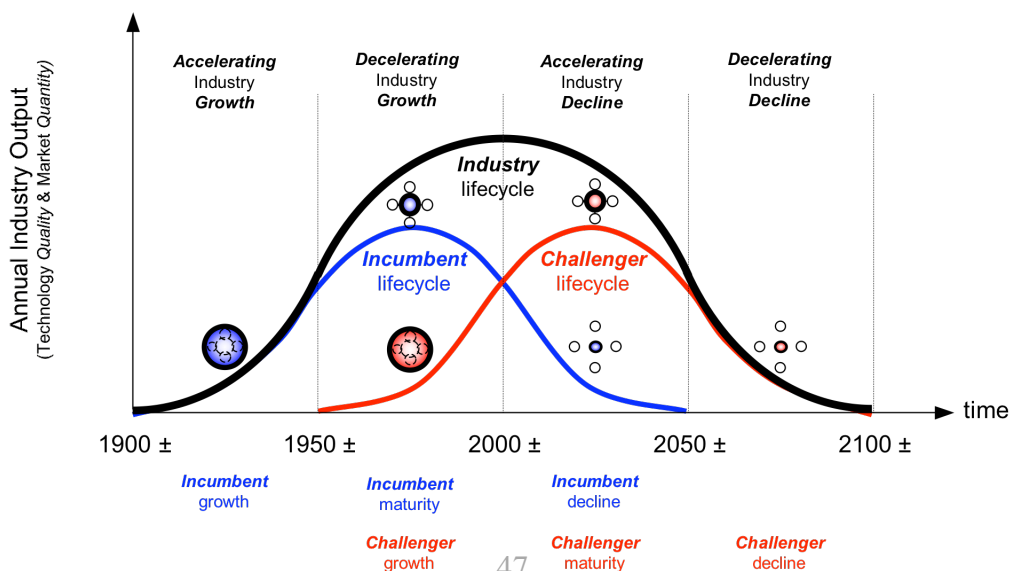 Annual Industry Output
(Technology Quality & Market Quantity)
Accelerating
Industry
Growth
Decelerating
Industry
Growth
Accelerating
Industry
Decline
Decelerating
Industry
Decline
Industry
lifecycle
Incumbent
lifecycle
Challenger
lifecycle
time
1900 ±
1950 ±
2000 ±
2050 ±
2100 ±
Incumbent
growth
Incumbent
maturity
Incumbent
decline
Challenger
growth
Challenger
maturity
Challenger
decline
47